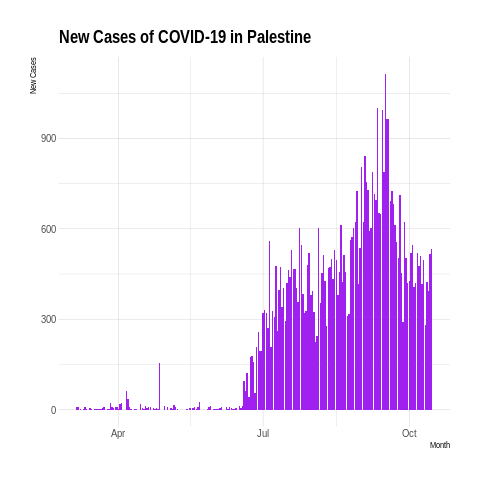 New Cases of COVID-19 in Palestine
New Cases
900
600
300
0
Apr
Jul
Oct
Month